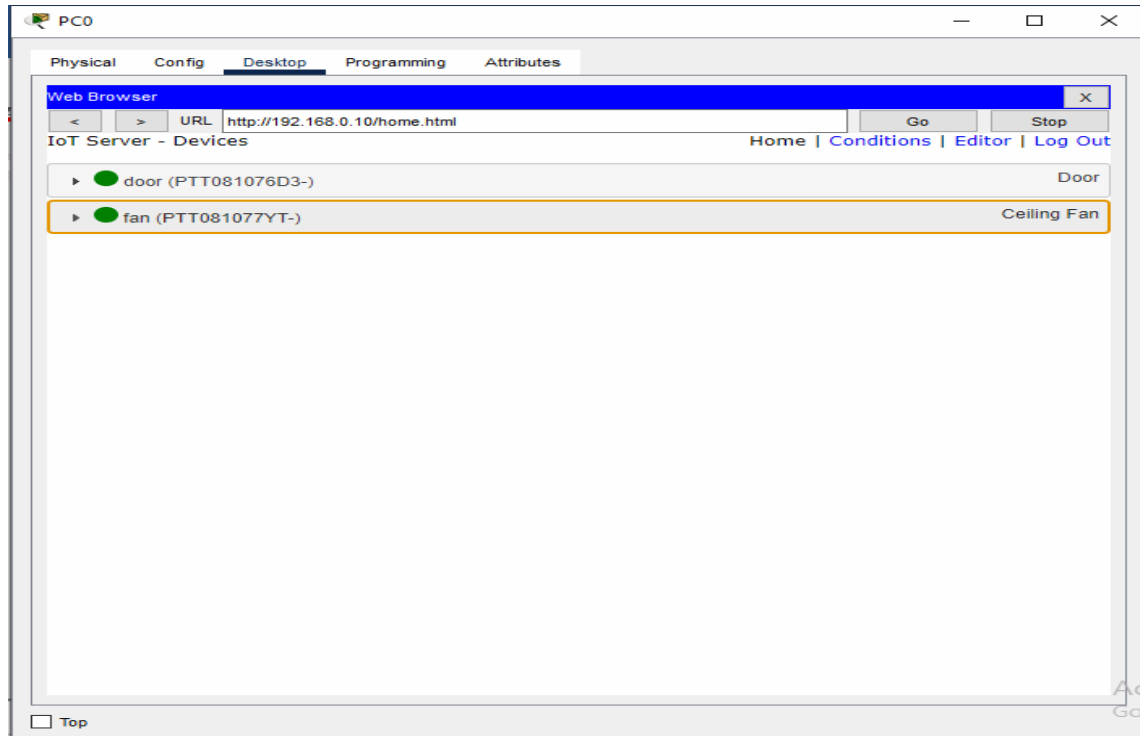 PC0
Physical Config Desktop Programming Attributes
Web Browser X
< > URL http://192.168.0.10/home.html Go Stop
IoT Server - Devices Home | Conditions | Editor | Log Out
door (PTT081076D3-) Door
fan (PTT081077YT-) Ceiling Fan
Top